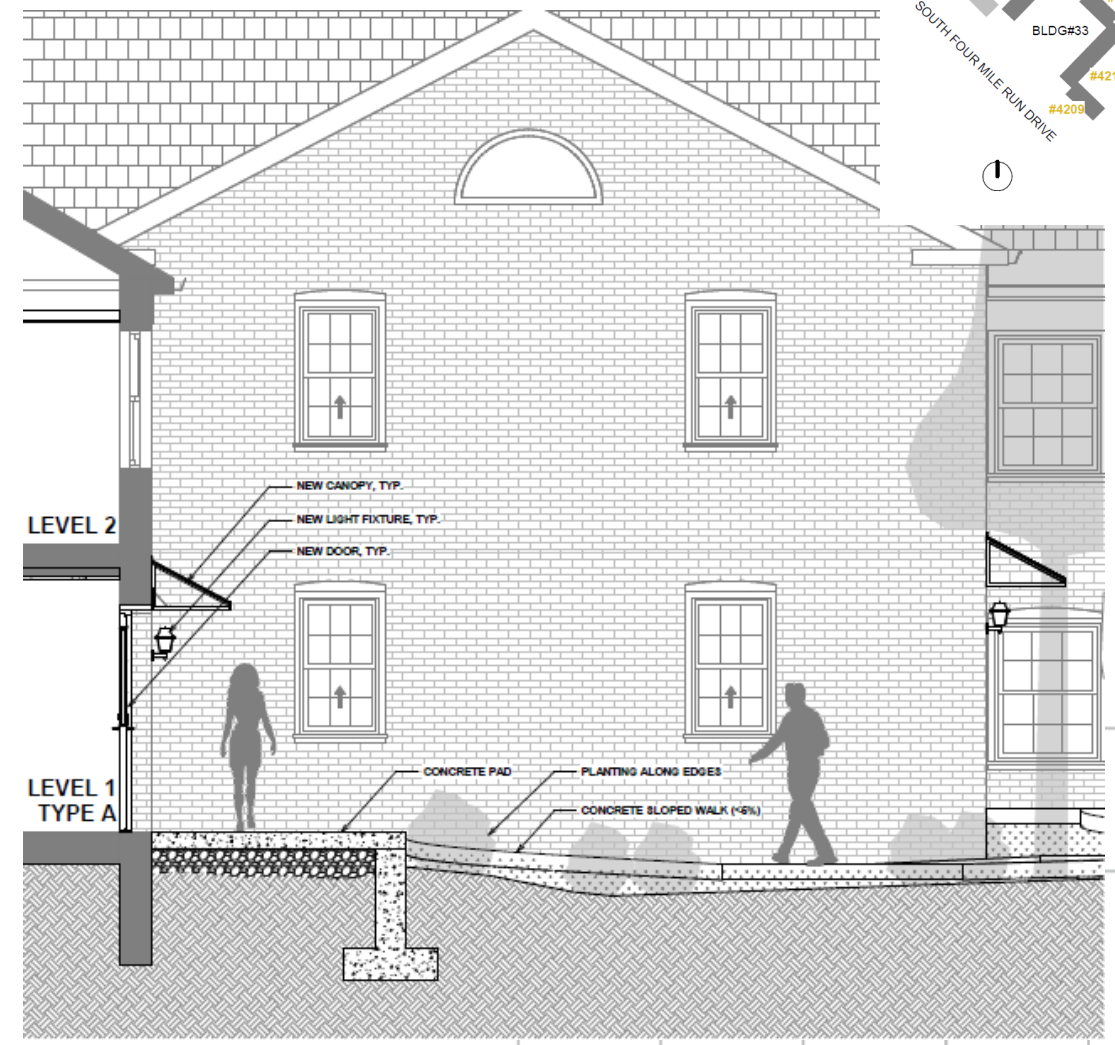 SOUTH FOUR MILE RUN DRIVE
BLDG#33
#421
#4209
NEW CANOPY, TYP.
NEW LIGHT FIXTURE, TYP.
NEW DOOR, TYP.
LEVEL 2
LEVEL 1
TYPE A
CONCRETE PAD
PLANTING ALONG EDGES
CONCRETE SLOPED WALK (<5%)